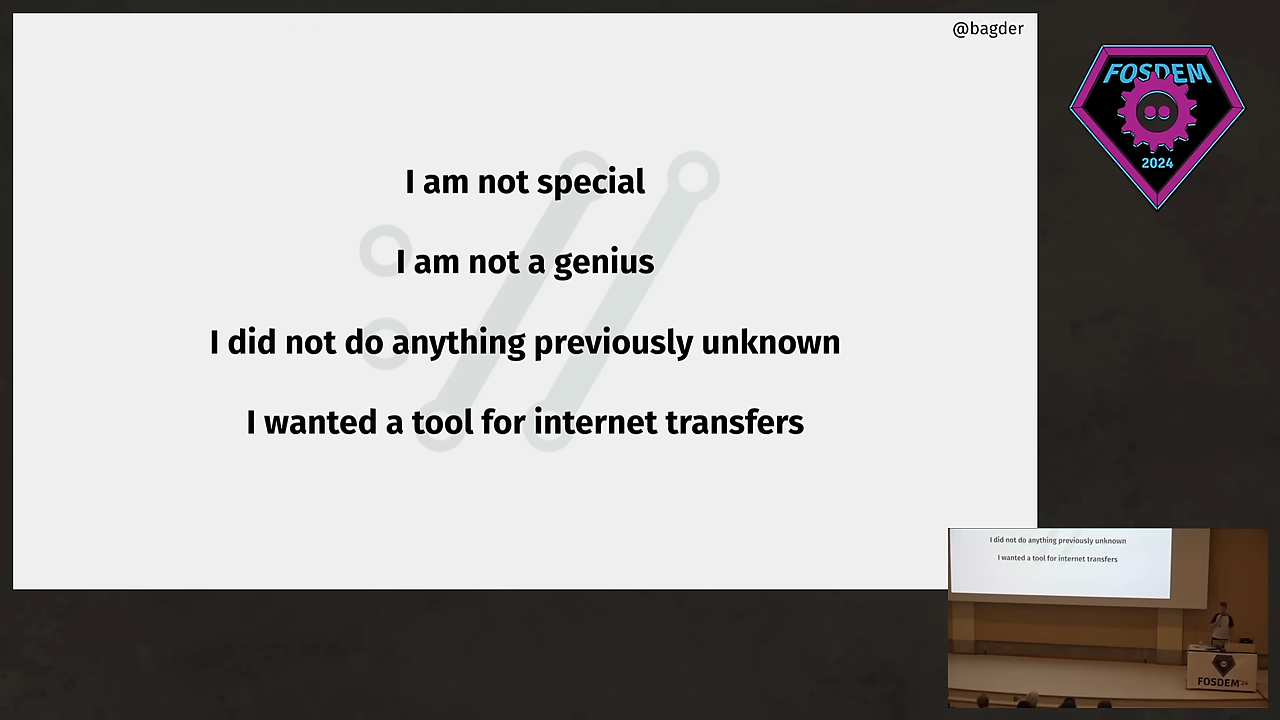 @bagder
FOSDEM
2024
I am not special
I am not a genius
I did not do anything previously unknown
I wanted a tool for internet transfers
I did not do anything previously unknown
I wanted a tool for internet transfers
FOSDEM'24